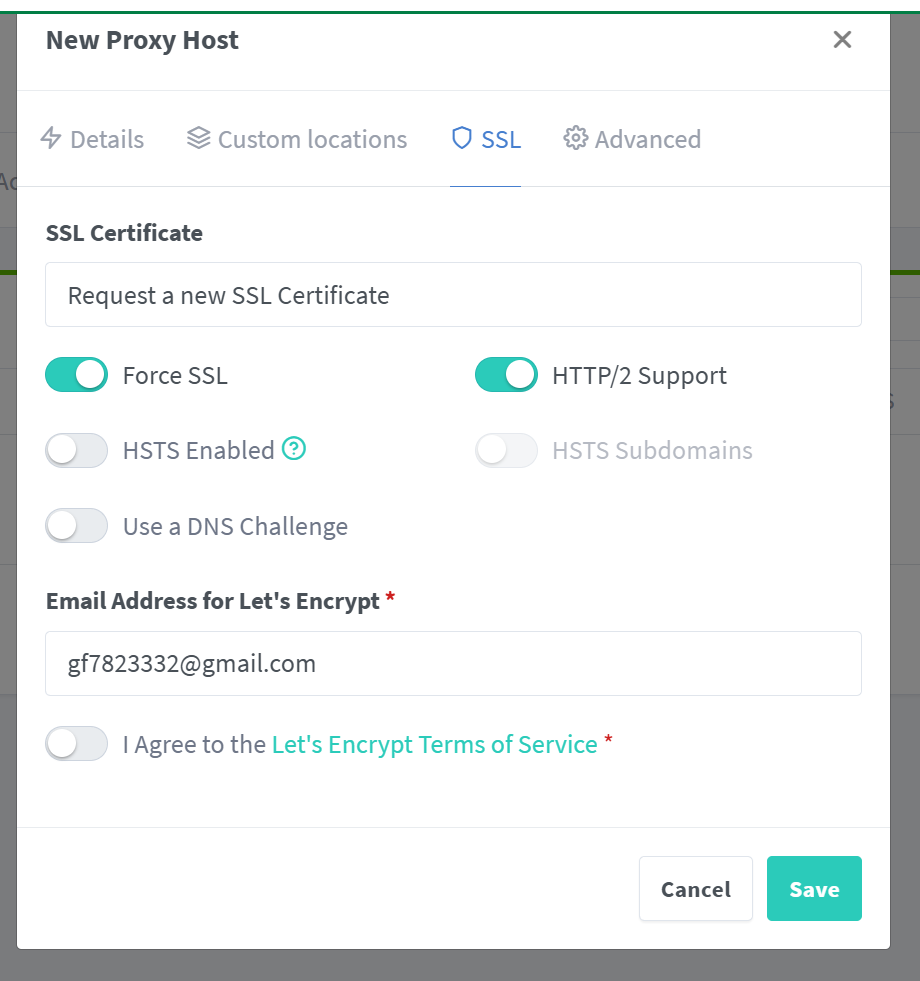 New Proxy Host
Details Custom locations SSL Advanced
Ac
SSL Certificate
Request a new SSL Certificate
Force SSL HTTP/2 Support
HSTS Enabled HSTS Subdomains
Use a DNS Challenge
Email Address for Let's Encrypt *
gf7823332@gmail.com
I Agree to the Let's Encrypt Terms of Service *
Cancel Save